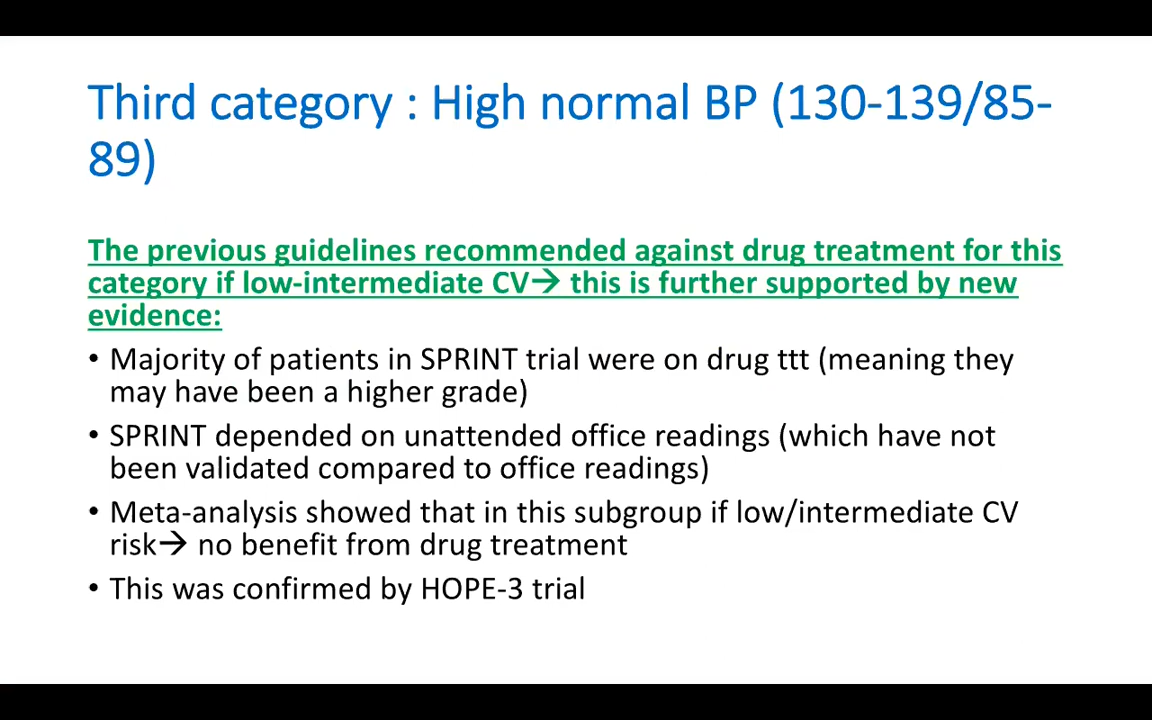 Third category : High normal BP (130-139/85-
89)
The previous guidelines recommended against drug treatment for this
category if low-intermediate CV→ this is further supported by new
evidence:
• Majority of patients in SPRINT trial were on drug ttt (meaning they
may have been a higher grade)
• SPRINT depended on unattended office readings (which have not
been validated compared to office readings)
• Meta-analysis showed that in this subgroup if low/intermediate CV
risk→ no benefit from drug treatment
• This was confirmed by HOPE-3 trial